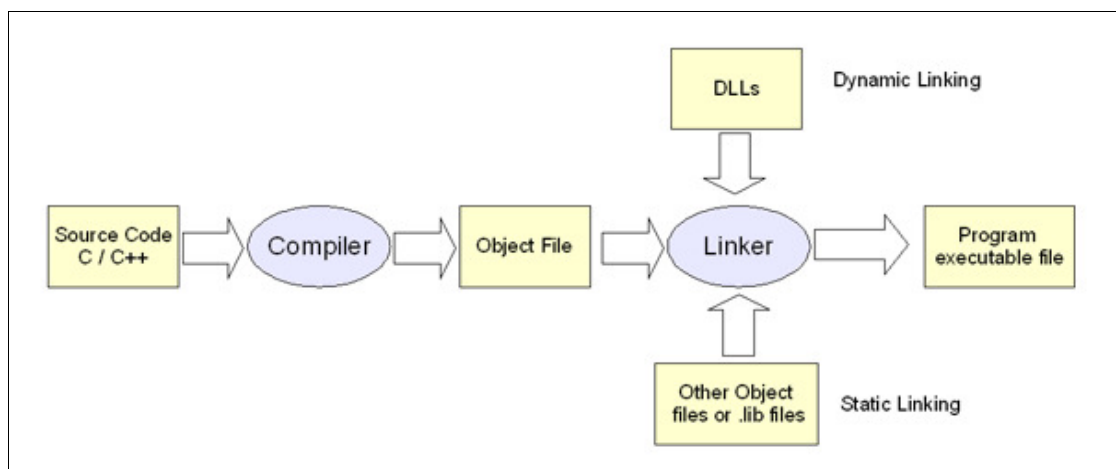 DLLs
Dynamic Linking
Source Code
C / C++
Compiler
Object File
Linker
Program
executable file
Other Object
files or .lib files
Static Linking